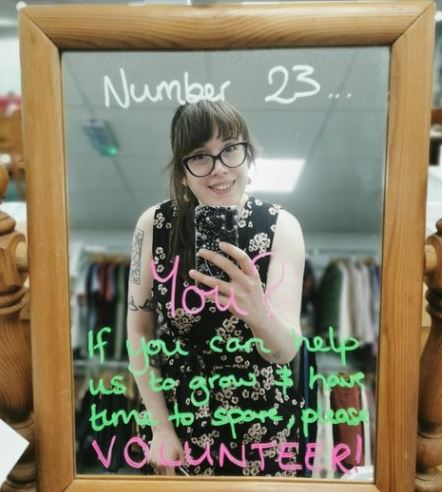 Number 23...
You?
If you can help
us to grow & have
time to spare, please
VOLUNTEER!